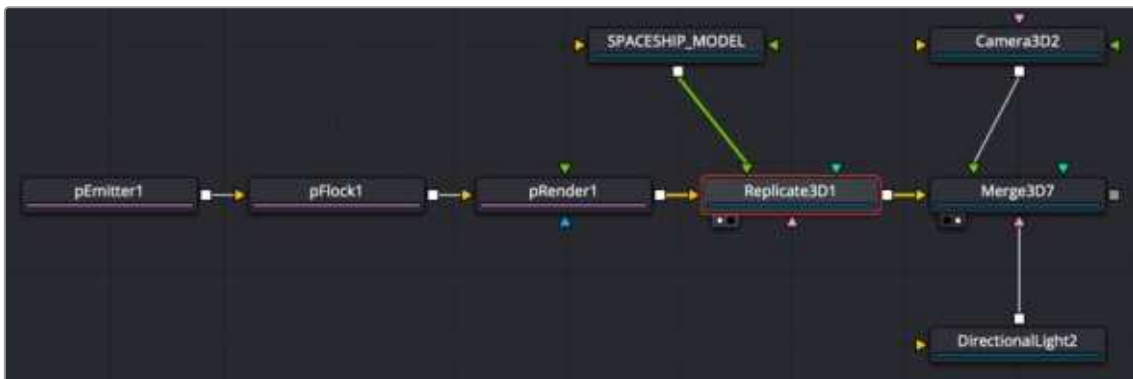 SPACESHIP_MODEL
Camera3D2
pEmitter1
pFlock1
pRender1
Replicate3D1
Merge3D7
DirectionalLight2